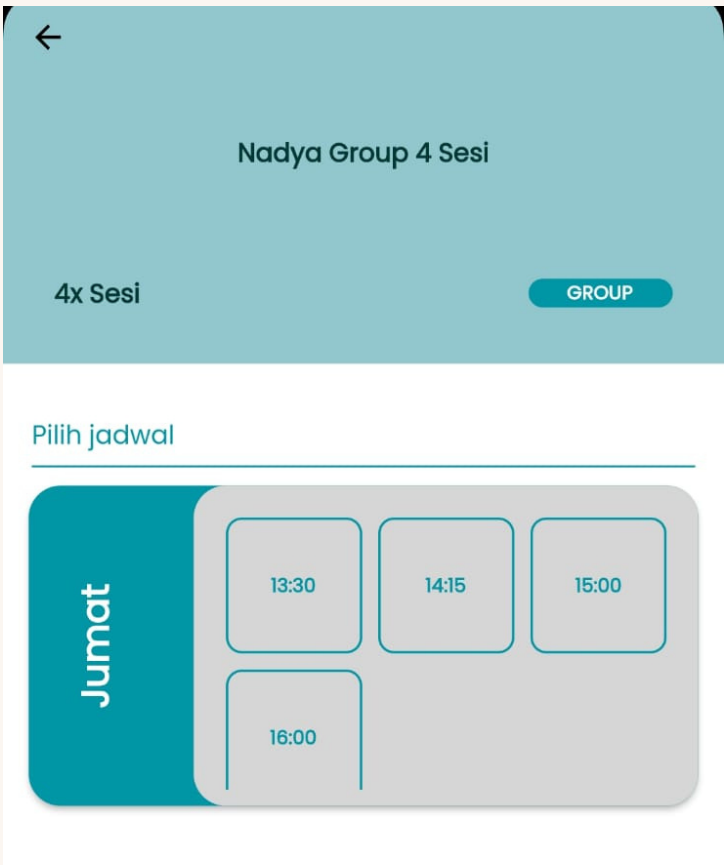 Nadya Group 4 Sesi
4x Sesi
GROUP
Pilih jadwal
Jumat
13:30
14:15
15:00
16:00